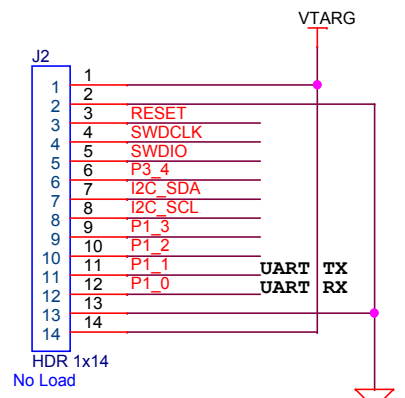 VTARG
J2
1 1
2 2
3 3 RESET
4 4 SWDCLK
5 5 SWDIO
6 6 P3_4
7 7 I2C_SDA
8 8 I2C_SCL
9 9 P1_3
10 10 P1_2
11 11 P1_1 UART TX
12 12 P1_0 UART RX
13 13
14 14
HDR 1x14
No Load